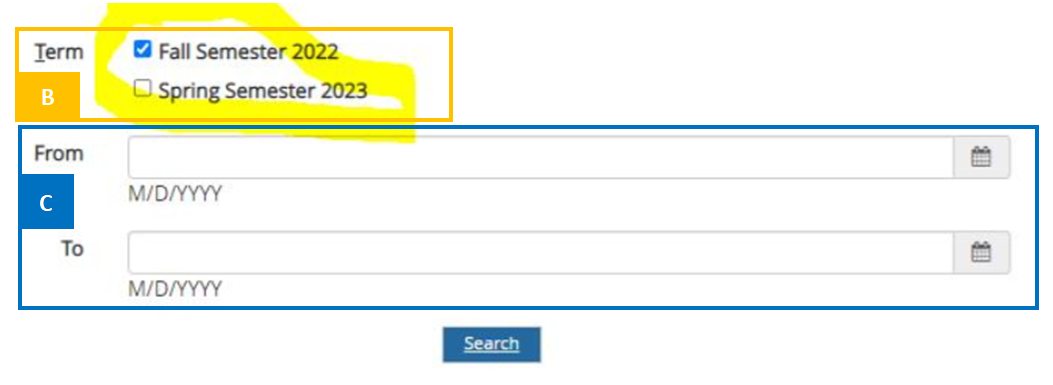 Term Fall Semester 2022
B Spring Semester 2023
From
M/D/YYYY
C
To
M/D/YYYY
Search